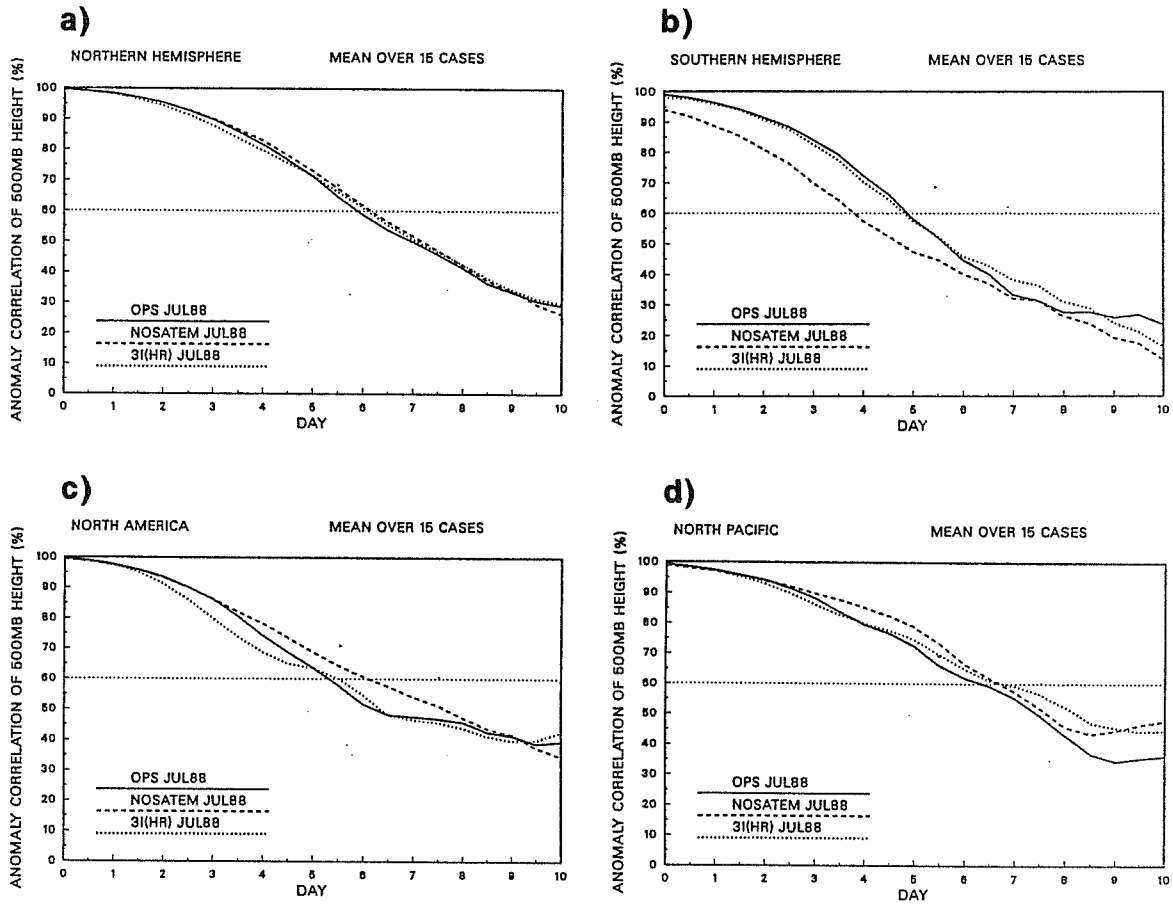 a)
NORTHERN HEMISPHERE MEAN OVER 15 CASES
ANOMALY CORRELATION OF 500MB HEIGHT (%)
100
90
80
70
60
50
40
30
20
10
0
OPS JUL88
NOSATEM JUL88
3I(HR) JUL88
0 1 2 3 4 5 6 7 8 9 10
DAY
b)
SOUTHERN HEMISPHERE MEAN OVER 15 CASES
ANOMALY CORRELATION OF 500MB HEIGHT (%)
100
90
80
70
60
50
40
30
20
10
0
OPS JUL88
NOSATEM JUL88
3I(HR) JUL88
0 1 2 3 4 5 6 7 8 9 10
DAY
c)
NORTH AMERICA MEAN OVER 15 CASES
ANOMALY CORRELATION OF 500MB HEIGHT (%)
100
90
80
70
60
50
40
30
20
10
0
OPS JUL88
NOSATEM JUL88
3I(HR) JUL88
0 1 2 3 4 5 6 7 8 9 10
DAY
d)
NORTH PACIFIC MEAN OVER 15 CASES
ANOMALY CORRELATION OF 500MB HEIGHT (%)
100
90
80
70
60
50
40
30
20
10
0
OPS JUL88
NOSATEM JUL88
3I(HR) JUL88
0 1 2 3 4 5 6 7 8 9 10
DAY